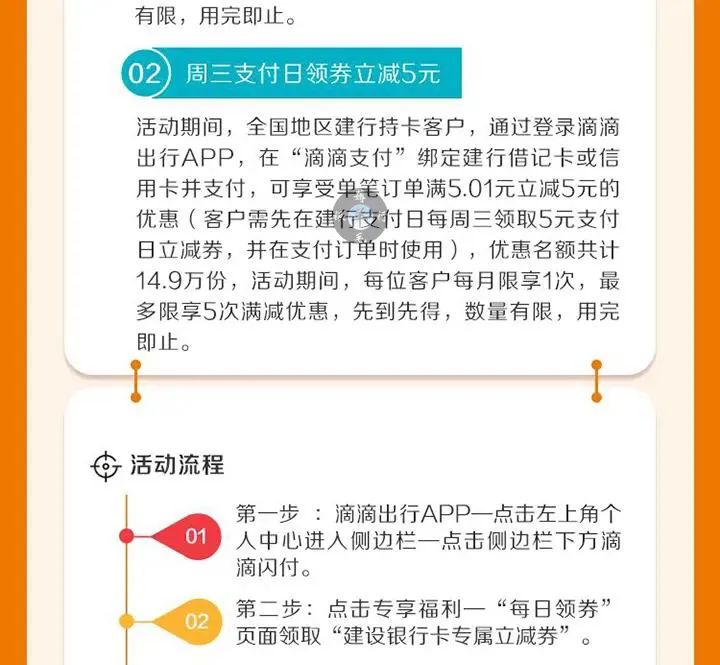 有限，用完即止。
02 周三支付日领券立减5元
活动期间，全国地区建行持卡客户，通过登录滴滴
出行APP，在“滴滴支付”绑定建行借记卡或信
用卡并支付，可享受单笔订单满5.01元立减5元的
优惠（客户需先在建行支付日每周三领取5元支付
日立减券，并在支付订单时使用），优惠名额共计
14.9万份，活动期间，每位客户每月限享1次，最
多限享5次满减优惠，先到先得，数量有限，用完
即止。
活动流程
01
第一步 ：滴滴出行APP—点击左上角个
人中心进入侧边栏—点击侧边栏下方滴
滴闪付。
02
第二步：点击专享福利—“每日领券”
页面领取“建设银行卡专属立减券”。